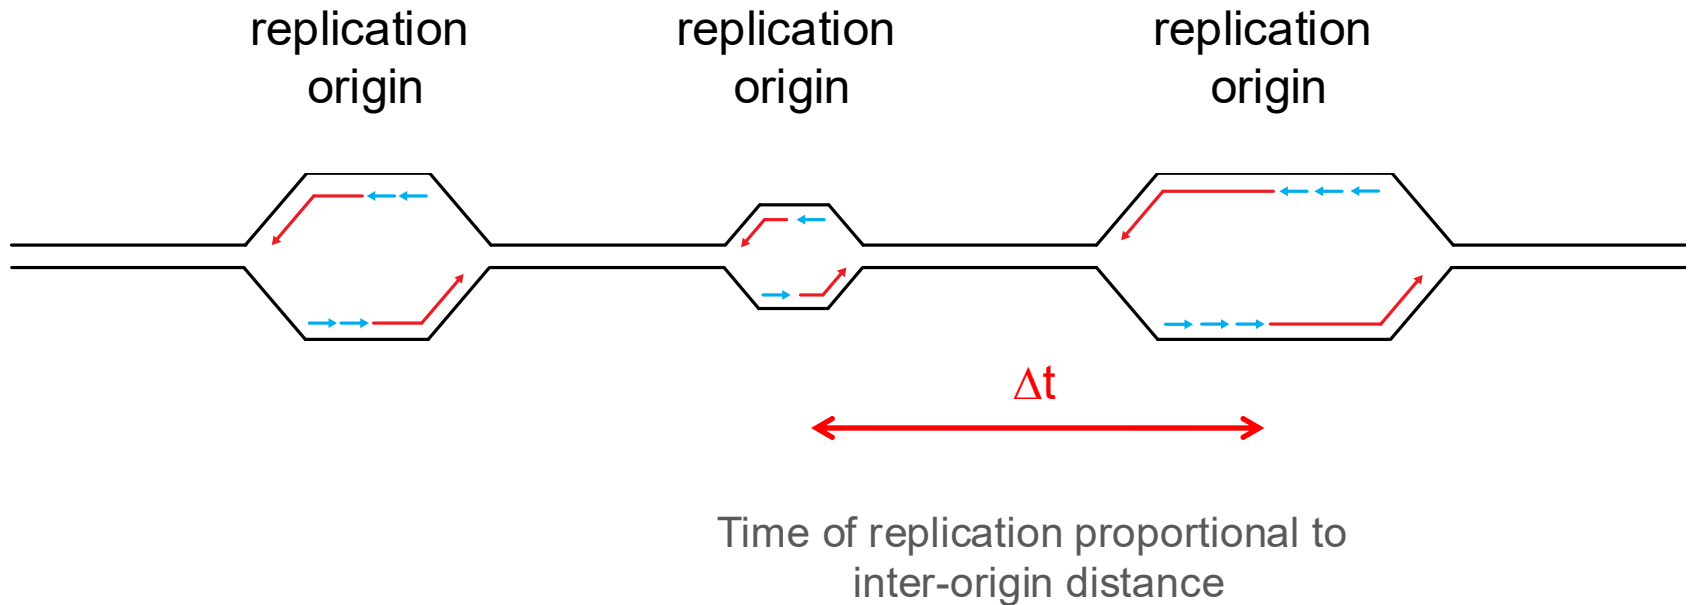 replication
origin
replication
origin
replication
origin
Δt
Time of replication proportional to
inter-origin distance